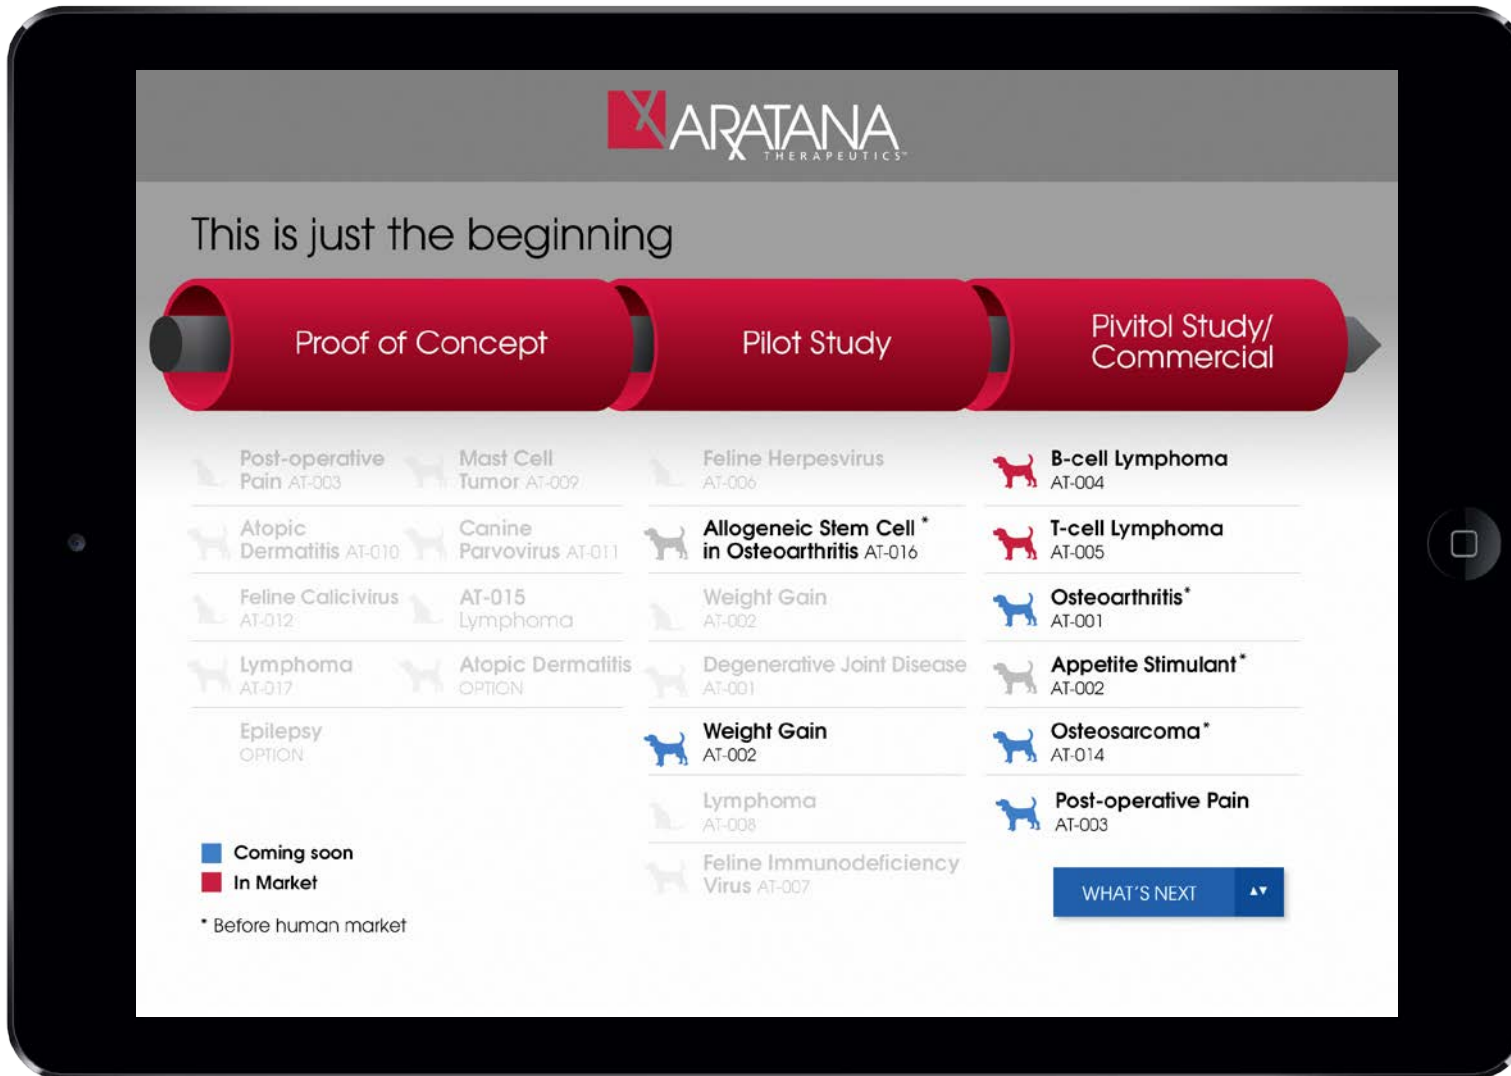 ARATANA
THERAPEUTICS™
This is just the beginning
Proof of Concept
Pilot Study
Pivitol Study/
Commercial
Post-operative
Pain AT-003
Mast Cell
Tumor AT-009
Atopic
Dermatitis AT-010
Canine
Parvovirus AT-011
Feline Calicivirus
AT-012
AT-015
Lymphoma
Lymphoma
AT-017
Atopic Dermatitis
OPTION
Epilepsy
OPTION
Feline Herpesvirus
AT-006
Allogeneic Stem Cell *
in Osteoarthritis AT-016
Weight Gain
AT-002
Degenerative Joint Disease
AT-001
Weight Gain
AT-002
Lymphoma
AT-008
Feline Immunodeficiency
Virus AT-007
B-cell Lymphoma
AT-004
T-cell Lymphoma
AT-005
Osteoarthritis*
AT-001
Appetite Stimulant*
AT-002
Osteosarcoma*
AT-014
Post-operative Pain
AT-003
Coming soon
In Market
* Before human market
WHAT'S NEXT ▲▼